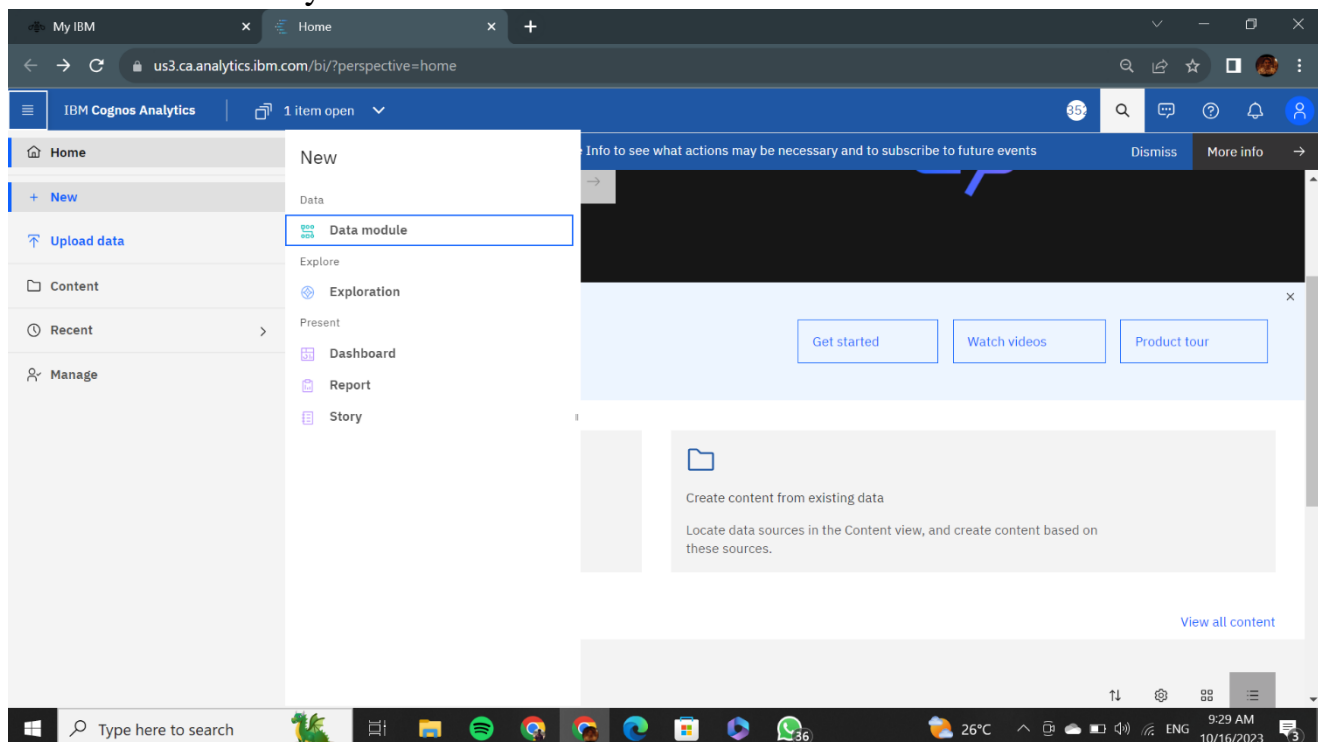 My IBM
Home
us3.ca.analytics.ibm.com/bi/?perspective=home
IBM Cognos Analytics
1 item open
352
Home
New
Info to see what actions may be necessary and to subscribe to future events
Dismiss
More info
+ New
Data
Upload data
Data module
Explore
Content
Exploration
Recent
Present
Get started
Watch videos
Product tour
Dashboard
Manage
Report
Story
Create content from existing data
Locate data sources in the Content view, and create content based on
these sources.
View all content
Type here to search
36
26°C
ENG
9:29 AM
10/16/2023
3